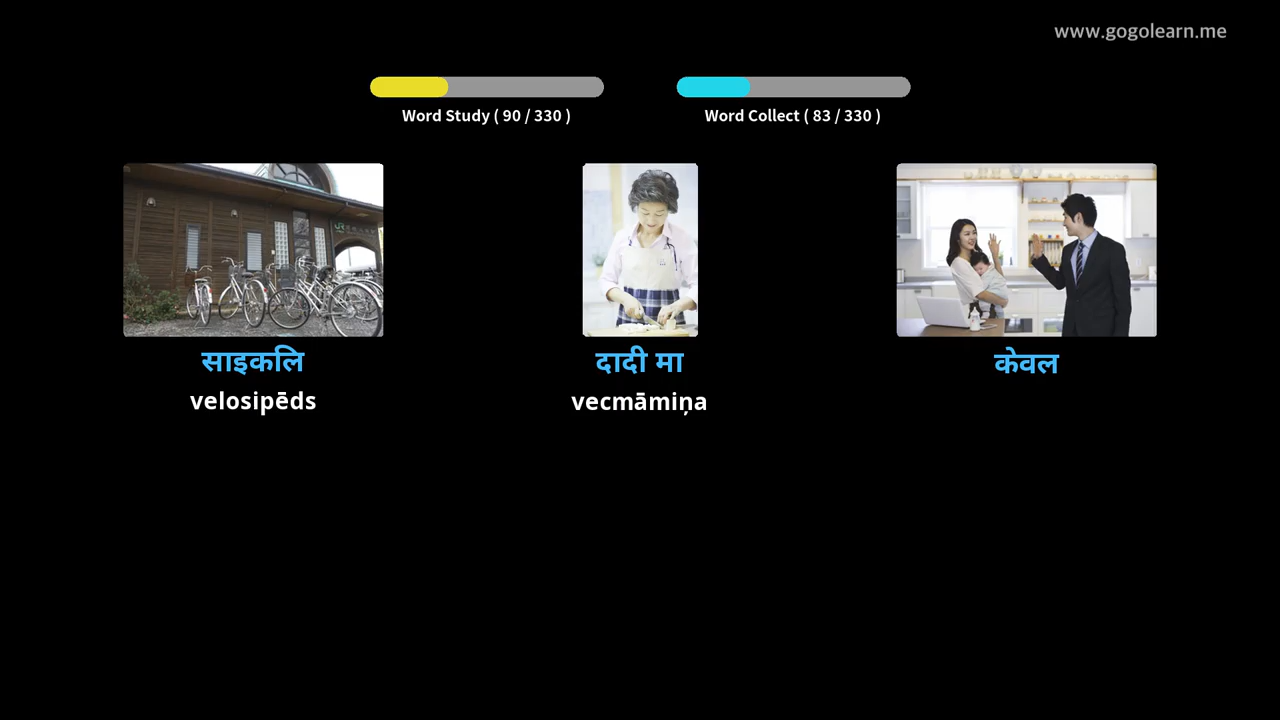 www.gogolearn.me
Word Study ( 90 / 330 )
Word Collect ( 83 / 330 )
साइकलि
दादी मा
केवल
velosipēds
vecmāmiņa